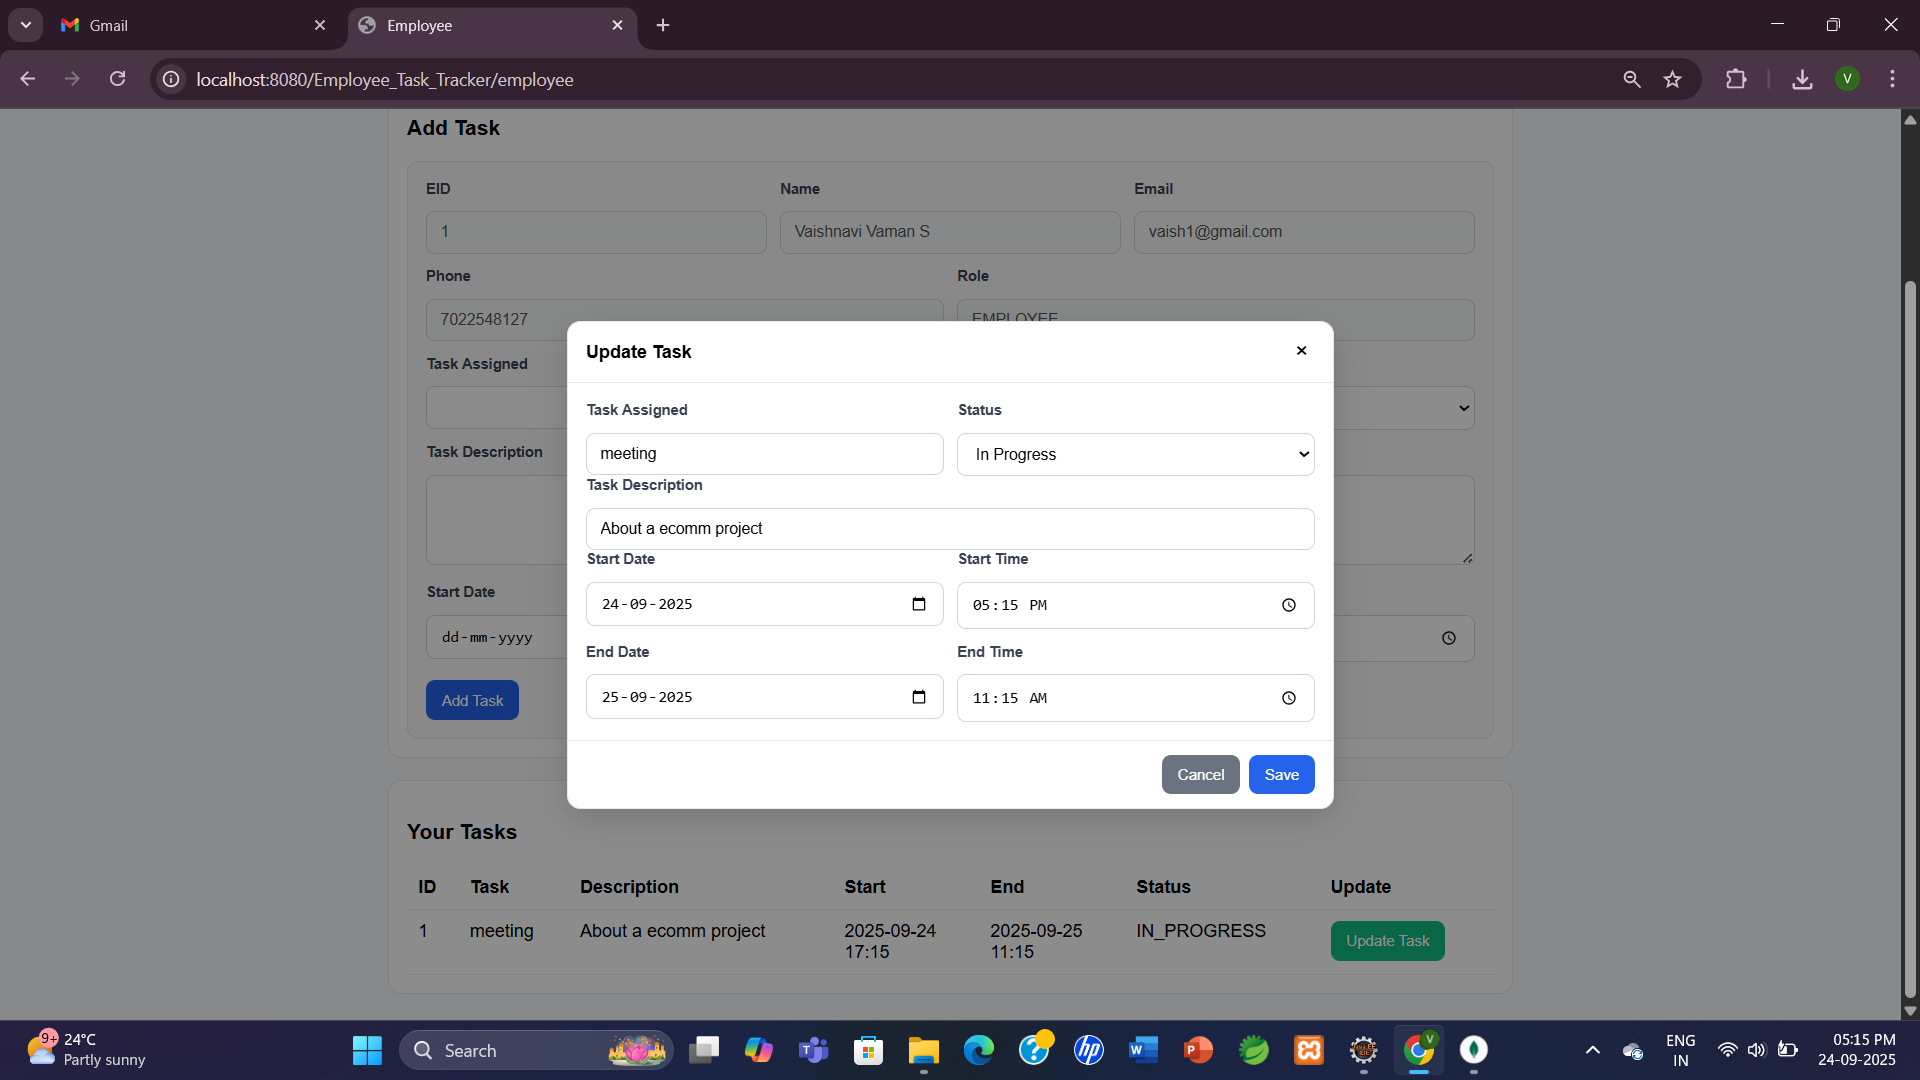 Gmail
Employee
localhost:8080/Employee_Task_Tracker/employee
V
Add Task
EID
Name
Email
1
Vaishnavi Vaman S
vaish1@gmail.com
Phone
Role
7022548127
EMPLOYEE
Task Assigned
Task Description
Start Date
dd-mm-yyyy
Add Task
Update Task
×
Task Assigned
Status
meeting
In Progress
Task Description
About a ecomm project
Start Date
Start Time
24-09-2025
05:15 PM
End Date
End Time
25-09-2025
11:15 AM
Cancel
Save
Your Tasks
ID Task Description Start End Status Update
1 meeting About a ecomm project 2025-09-24 2025-09-25 IN_PROGRESS Update Task
17:15 11:15
9+
24°C
Partly sunny
Search
ENG
IN
05:15 PM
24-09-2025